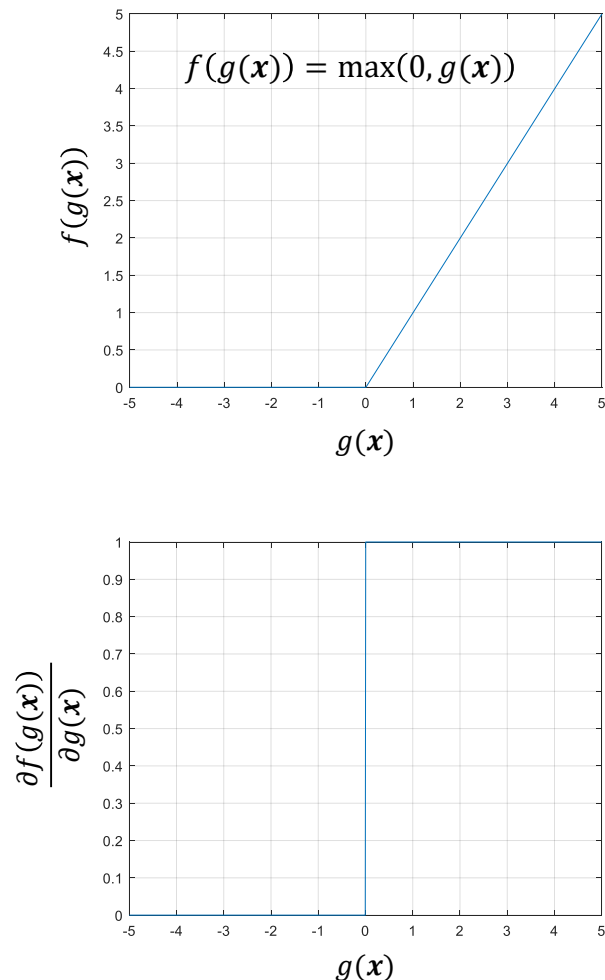 f(g(x)) = max(0, g(x))
f(g(x))
5
4.5
4
3.5
3
2.5
2
1.5
1
0.5
0
-5 -4 -3 -2 -1 0 1 2 3 4 5
g(x)
∂f(g(x))
∂g(x)
1
0.9
0.8
0.7
0.6
0.5
0.4
0.3
0.2
0.1
0
-5 -4 -3 -2 -1 0 1 2 3 4 5
g(x)